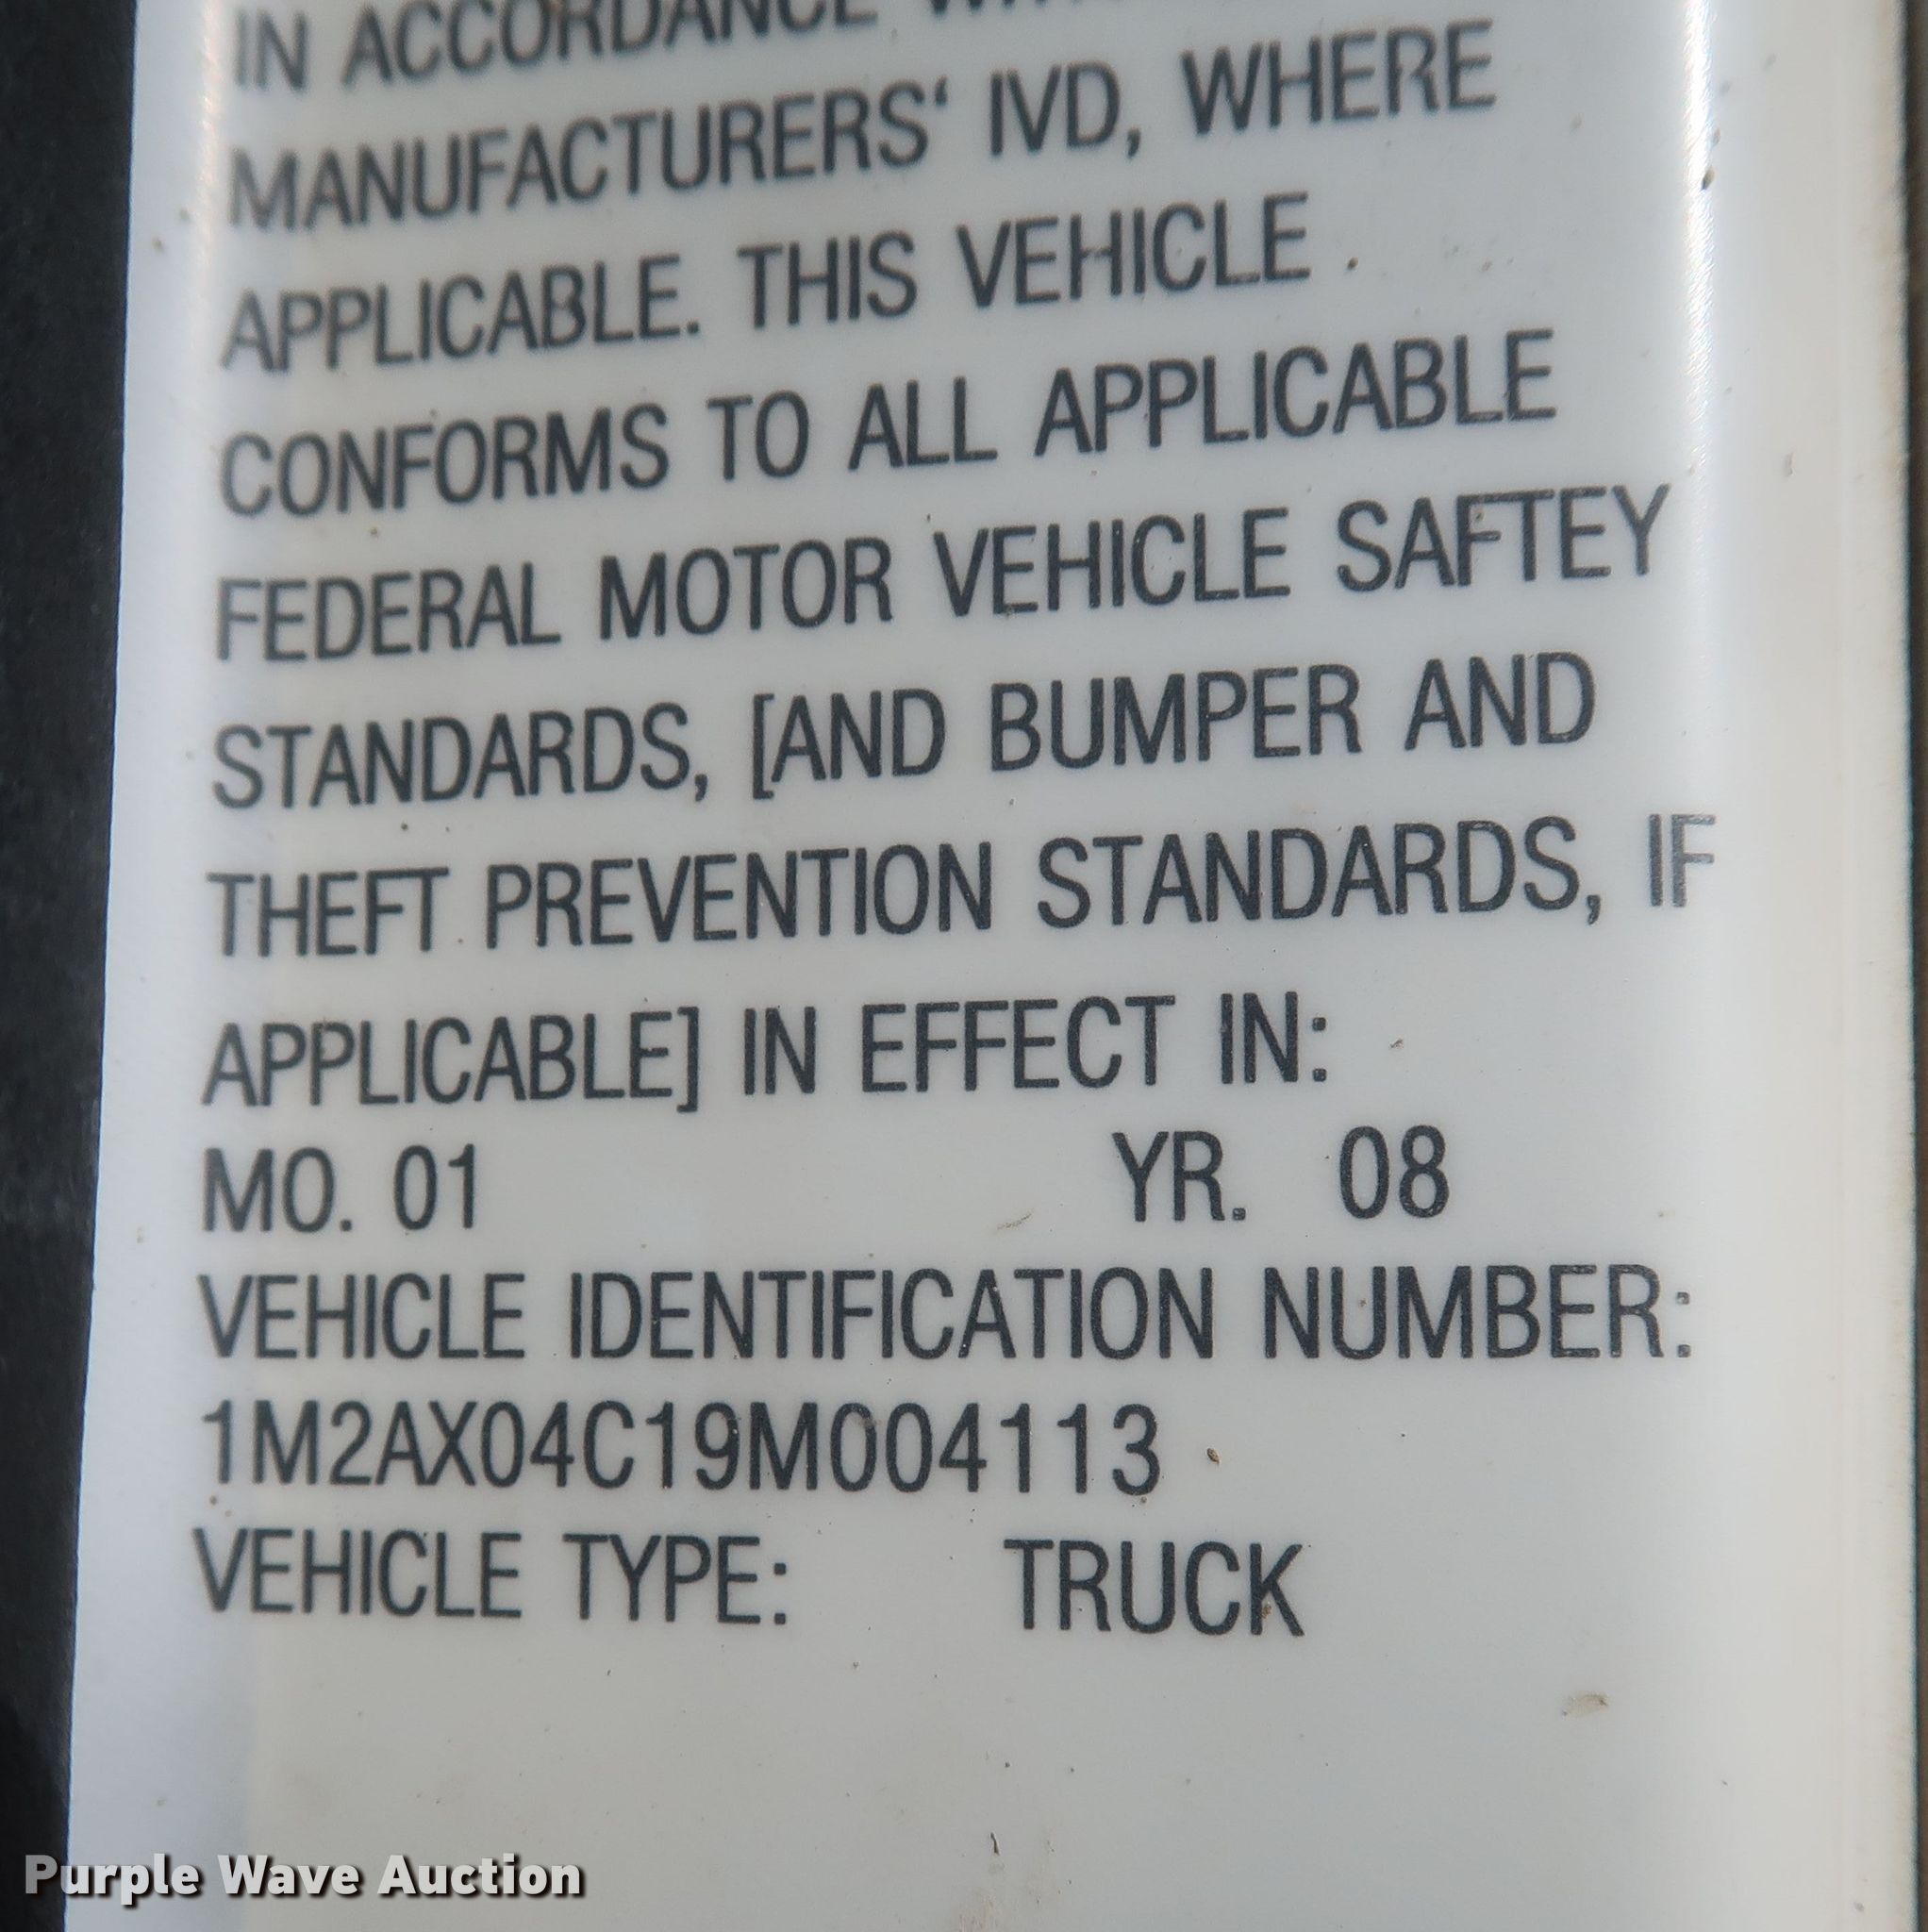 IN ACCORDANCE
MANUFACTURERS' IVD, WHERE
APPLICABLE. THIS VEHICLE
CONFORMS TO ALL APPLICABLE
FEDERAL MOTOR VEHICLE SAFTEY
STANDARDS, [AND BUMPER AND
THEFT PREVENTION STANDARDS, IF
APPLICABLE] IN EFFECT IN:
MO. 01 YR. 08
VEHICLE IDENTIFICATION NUMBER:
1M2AX04C19M004113
VEHICLE TYPE: TRUCK
Purple Wave Auction